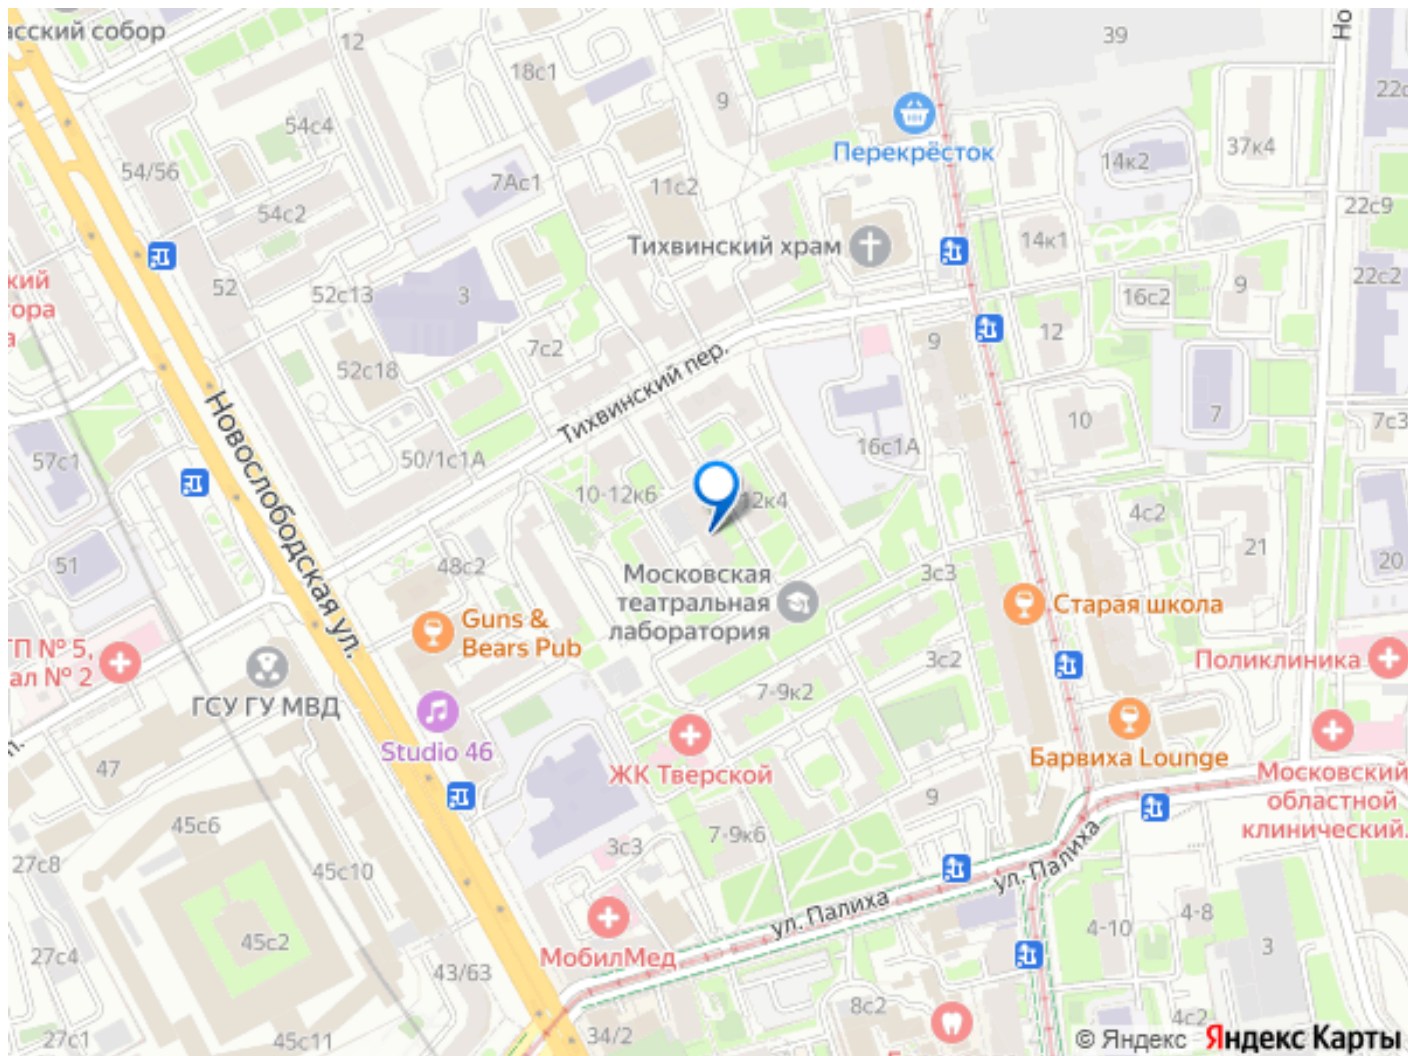 асский собор
12
18с1
9
39
Но
22с
54с4
Перекрёсток
14к2
37к4
54/56
7Ас1
11с2
54с2
22с9
Тихвинский храм
14к1
кий
тора
а
52
52с13
3
22с2
9
16с2
12
9
7с2
52с18
Тихвинский пер.
Новослободская ул.
7
10
7с3
57с1
50/1с1А
16с1А
10-12к6
12к4
4с2
51
48с2
21
20
3с3
Московская
театральная
лаборатория
Guns &
Bears Pub
Старая школа
ГП № 5,
ал № 2
3с2
Поликлиника
7-9к2
ГСУ ГУ МВД
Studio 46
п.
47
ЖК Тверской
Барвиха Lounge
Московский
областной
клинический.
9
45с6
7-9к6
3с3
27с8
45с10
ул. Палиха
ул. Палиха
4-8
4-10
45с2
3
27с4
МобилМед
43/63
8с2
4с2
27с1
45с11
34/2
© Яндекс Яндекс Карты